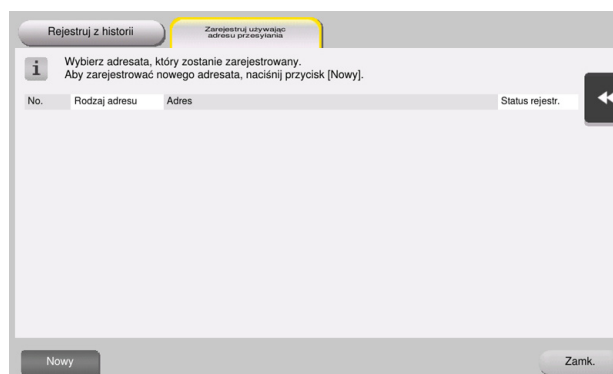 Rejestruj z historii
Zarejestruj używając
adresu przesyłania
Wybierz adresata, który zostanie zarejestrowany.
Aby zarejestrować nowego adresata, naciśnij przycisk [Nowy].
No. Rodzaj adresu Adres Status rejestr.
Nowy Zamk.